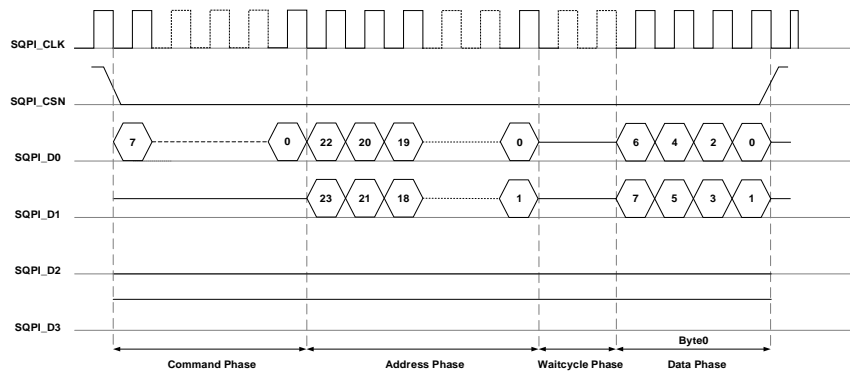 SQPI_CLK
SQPI_CSN
7 0 22 20 19 0 6 4 2 0
SQPI_D0
23 21 18 1 7 5 3 1
SQPI_D1
SQPI_D2
SQPI_D3
Byte0
Command Phase Address Phase Waitcycle Phase Data Phase